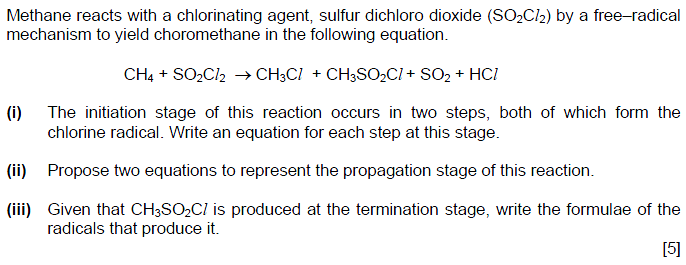 Methane reacts with a chlorinating agent, sulfur dichloro dioxide (SO₂Cl₂) by a free–radical
mechanism to yield choromethane in the following equation.
CH₄ + SO₂Cl₂ → CH₃Cl + CH₃SO₂Cl + SO₂ + HCl
(i) The initiation stage of this reaction occurs in two steps, both of which form the
chlorine radical. Write an equation for each step at this stage.
(ii) Propose two equations to represent the propagation stage of this reaction.
(iii) Given that CH₃SO₂Cl is produced at the termination stage, write the formulae of the
radicals that produce it.
[5]